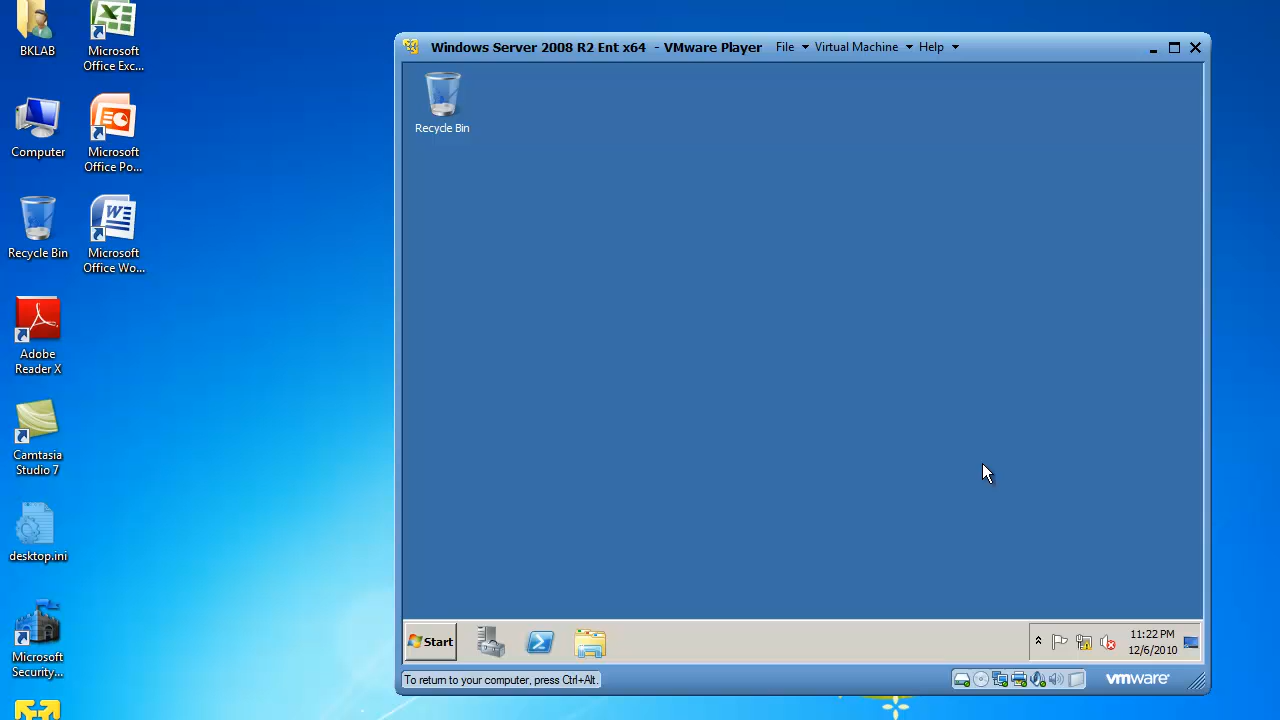 BKLAB
Microsoft
Office Exc...
Computer
Microsoft
Office Po...
Recycle Bin
Microsoft
Office Wo...
Adobe
Reader X
Camtasia
Studio 7
desktop.ini
Microsoft
Security...
Windows Server 2008 R2 Ent x64 - VMware Player File Virtual Machine Help
Recycle Bin
Start
11:22 PM
12/6/2010
To return to your computer, press Ctrl+Alt.
vmware